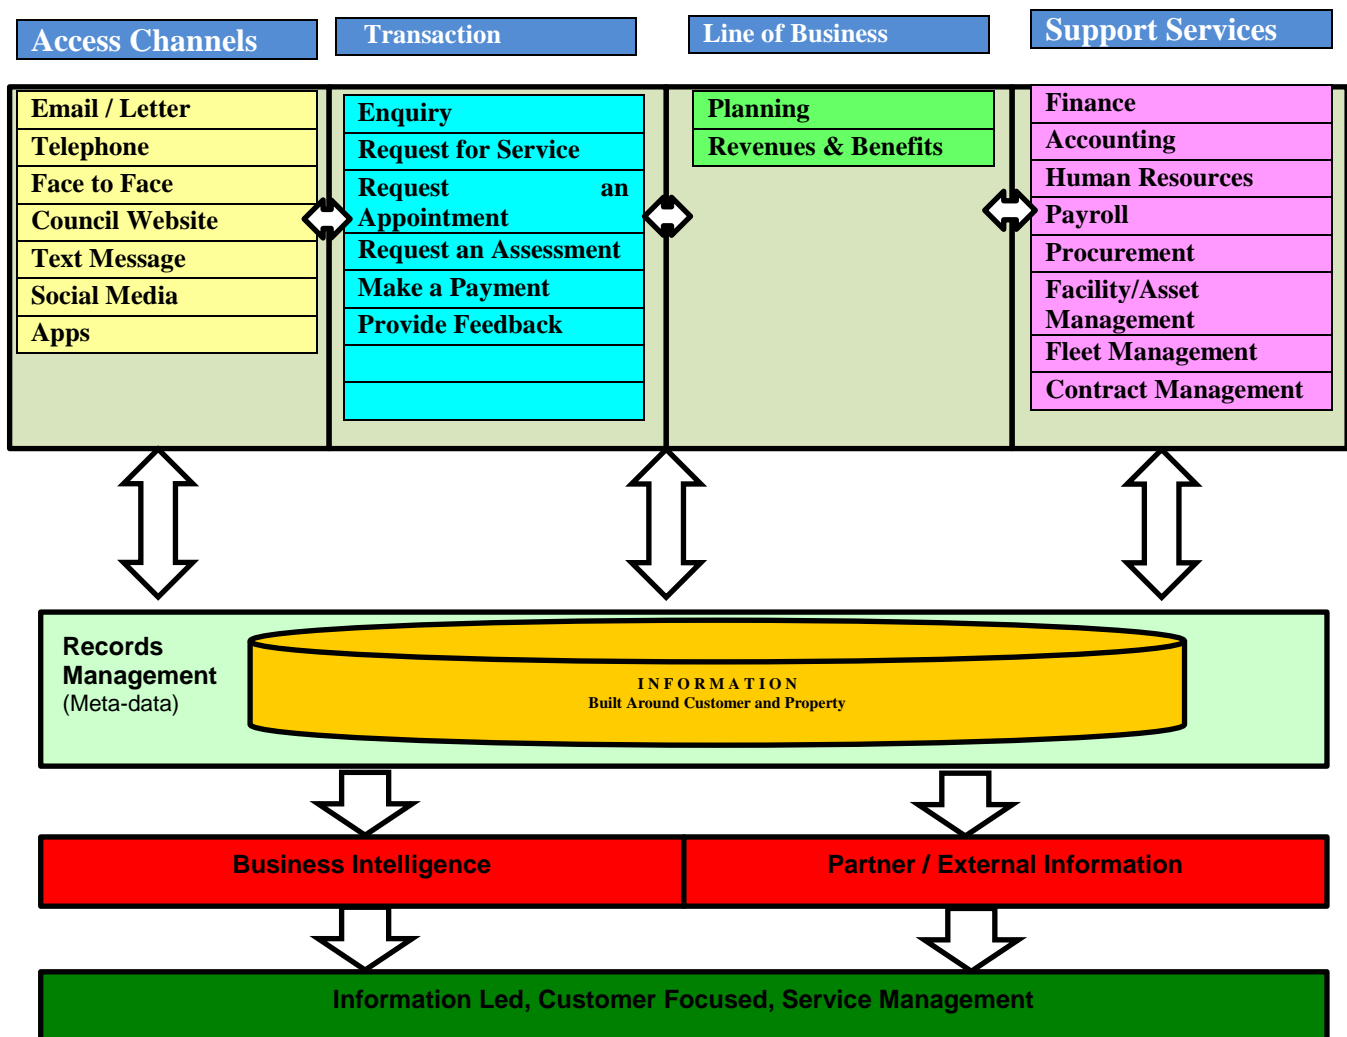 Access Channels
Transaction
Line of Business
Support Services
Email / Letter
Telephone
Face to Face
Council Website
Text Message
Social Media
Apps
Enquiry
Request for Service
Request an
Appointment
Request an Assessment
Make a Payment
Provide Feedback
Planning
Revenues & Benefits
Finance
Accounting
Human Resources
Payroll
Procurement
Facility/Asset
Management
Fleet Management
Contract Management
Records
Management
(Meta-data)
I N F O R M A T I O N
Built Around Customer and Property
Business Intelligence
Partner / External Information
Information Led, Customer Focused, Service Management